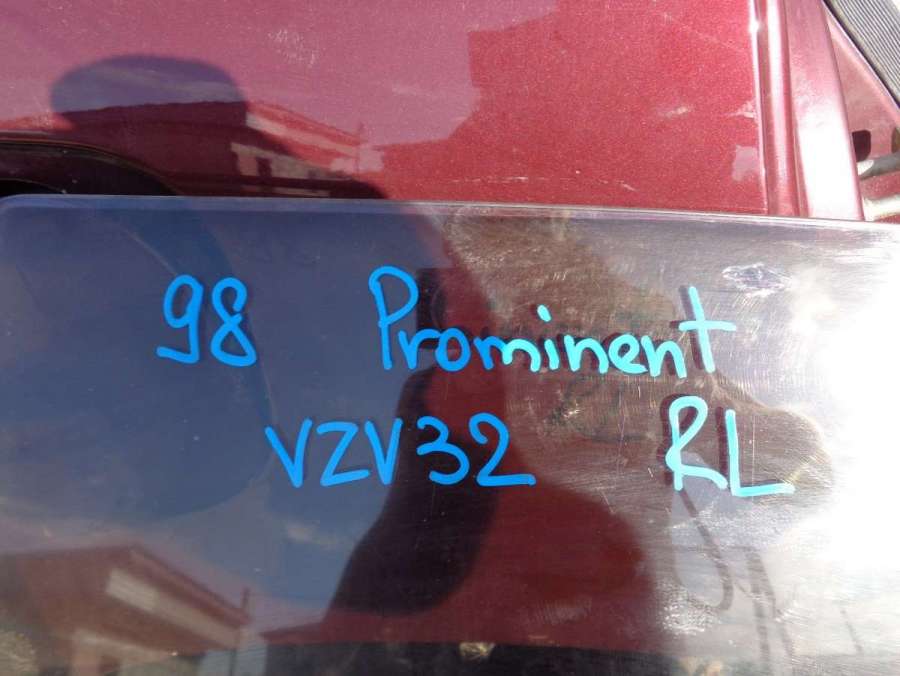 98 Prominent
VZV32 RL